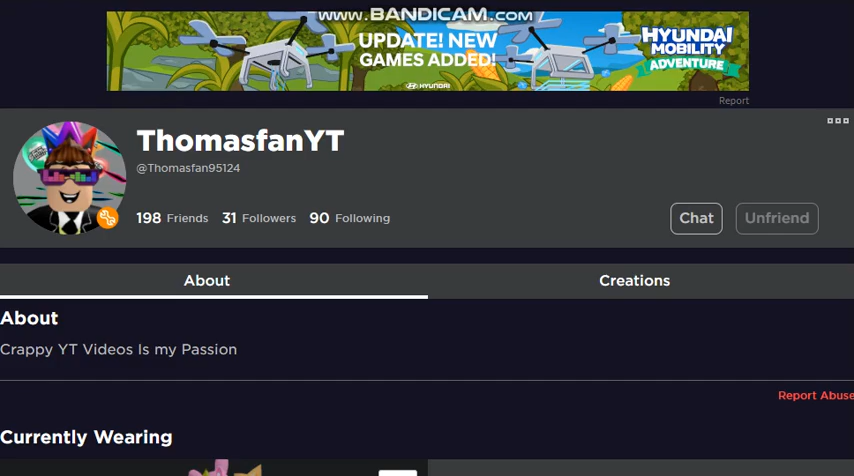 www.BANDICAM.com
UPDATE! NEW
GAMES ADDED!
HYUNDAI
HYUNDAI
MOBILITY
ADVENTURE
Report
ThomasfanYT
@Thomasfan95124
198 Friends 31 Followers 90 Following
Chat Unfriend
About Creations
About
Crappy YT Videos Is my Passion
Report Abuse
Currently Wearing